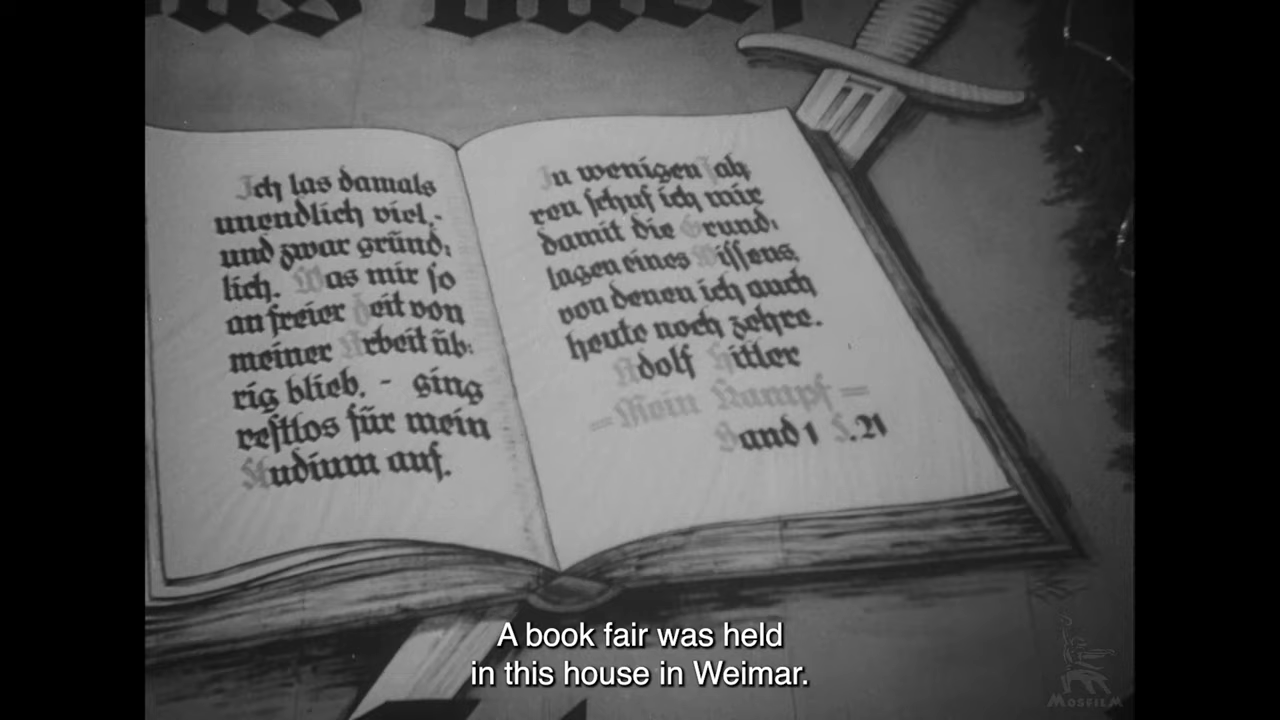 Ich las damals
unendlich viel -
und zwar gründ:
lich. Was mir so
an freier Zeit von
meiner Arbeit üb:
rig blieb. - ging
restlos für mein
Studium auf.
In wenigen Jah
ren schuf ich mir
damit die Grund:
lagen eines Wissens,
von denen ich auch
heute noch zehre.
Adolf Hitler
= Mein Kampf =
Band 1 S.21
A book fair was held
in this house in Weimar.
MOSFILM